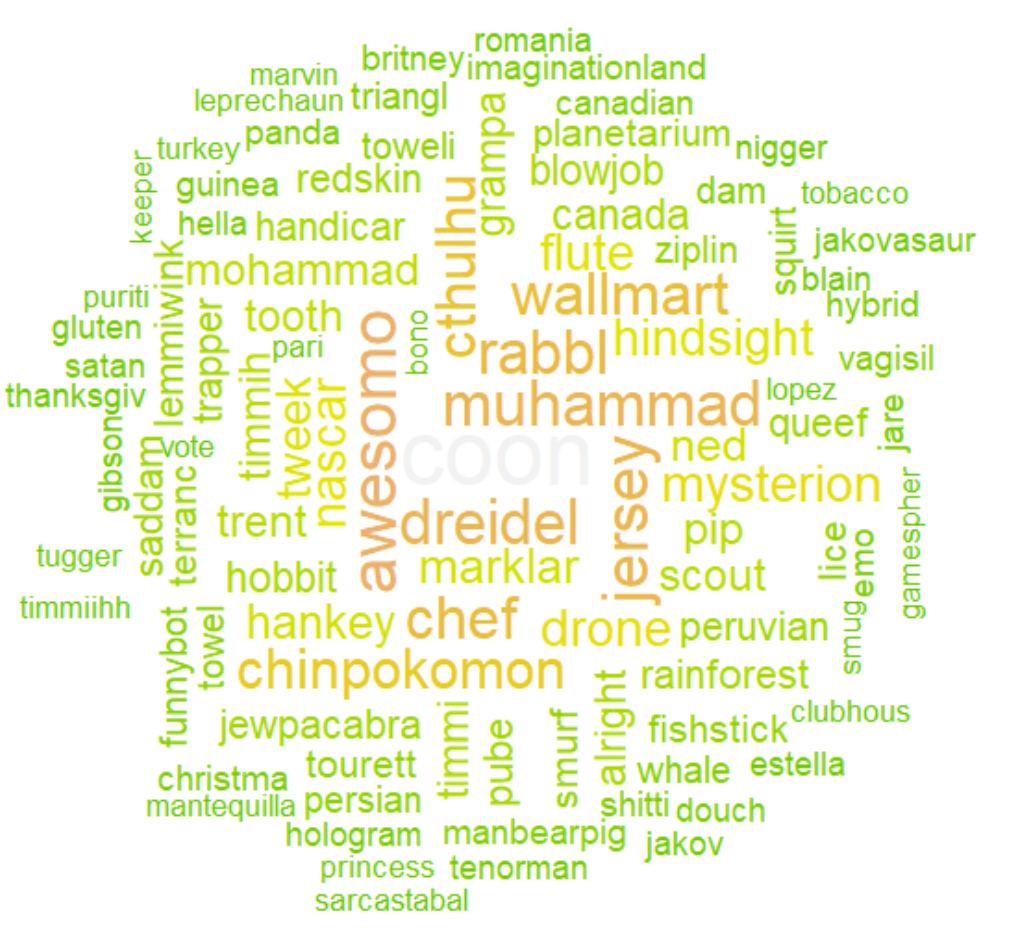 romania
britney
imaginationland
marvin
leprechaun
triangl
canadian
grampa
panda
toweli
planetarium
nigger
turkey
keeper
guinea
redskin
blowjob
dam
tobacco
hella
handicar
cthulhu
canada
squirt
jakovasaur
mohammad
flute
ziplin
blain
puriti
lemmiwink
wallmart
hybrid
gluten
trapper
tooth
bono
rabbl
hindsight
satan
pari
vagisil
thanksgiv
timmih
tweek
nascar
awesomo
muhammad
lopez
gibson
vote
coon
ned
queef
jare
saddam
terranc
jersey
mysterion
trent
dreidel
pip
gamespher
tugger
hobbit
marklar
scout
lice
emo
timmiihh
hankey
chef
drone
peruvian
smug
funnybot
towel
chinpokomon
rainforest
jewpacabra
timmi
pube
smurf
alright
fishstick
clubhous
christma
tourett
whale
estella
mantequilla
persian
shitti
douch
hologram
manbearpig
jakov
princess
tenorman
sarcastabal